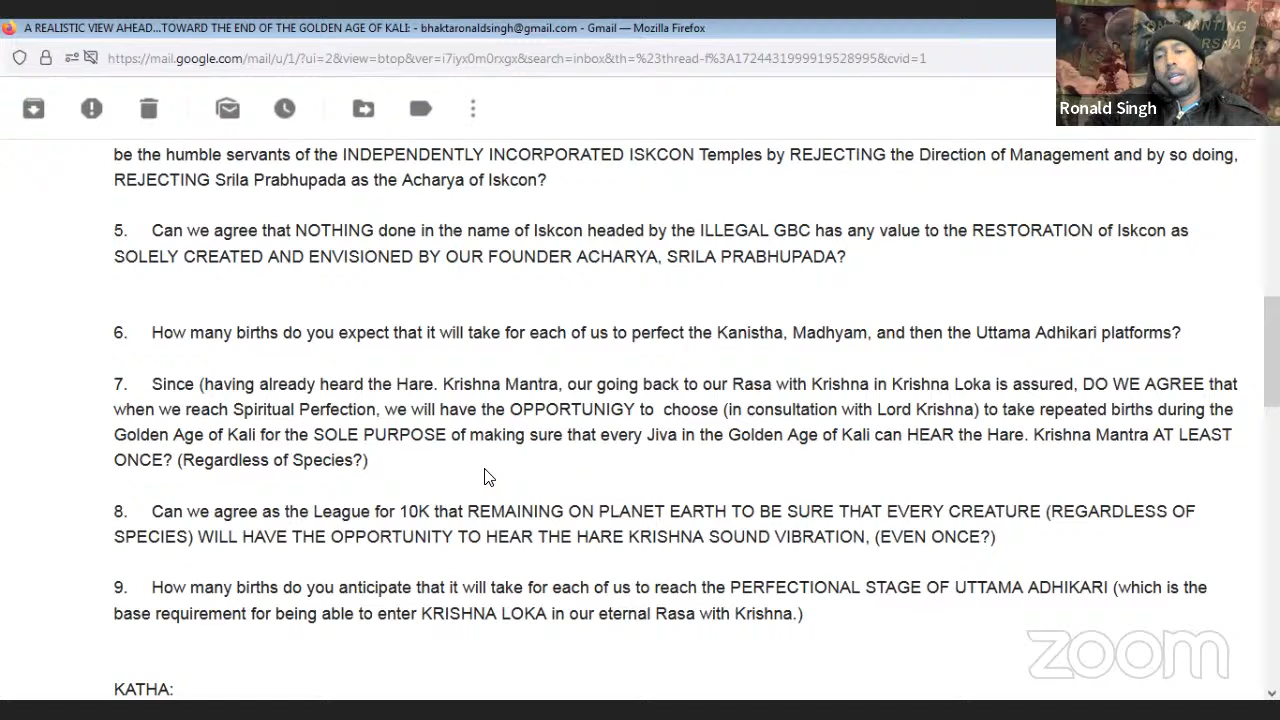 A REALISTIC VIEW AHEAD...TOWARD THE END OF THE GOLDEN AGE OF KALI: - bhaktaronaldsingh@gmail.com - Gmail — Mozilla Firefox
https://mail.google.com/mail/u/1/?ui=2&view=btop&ver=i7iyx0m0rxgx&search=inbox&th=%23thread-f%3A1724431999919528995&cvid=1
ON CHANTING
Ronald Singh
be the humble servants of the INDEPENDENTLY INCORPORATED ISKCON Temples by REJECTING the Direction of Management and by so doing,
REJECTING Srila Prabhupada as the Acharya of Iskcon?
5. Can we agree that NOTHING done in the name of Iskcon headed by the ILLEGAL GBC has any value to the RESTORATION of Iskcon as
SOLELY CREATED AND ENVISIONED BY OUR FOUNDER ACHARYA, SRILA PRABHUPADA?
6. How many births do you expect that it will take for each of us to perfect the Kanistha, Madhyam, and then the Uttama Adhikari platforms?
7. Since (having already heard the Hare. Krishna Mantra, our going back to our Rasa with Krishna in Krishna Loka is assured, DO WE AGREE that
when we reach Spiritual Perfection, we will have the OPPORTUNIGY to choose (in consultation with Lord Krishna) to take repeated births during the
Golden Age of Kali for the SOLE PURPOSE of making sure that every Jiva in the Golden Age of Kali can HEAR the Hare. Krishna Mantra AT LEAST
ONCE? (Regardless of Species?)
8. Can we agree as the League for 10K that REMAINING ON PLANET EARTH TO BE SURE THAT EVERY CREATURE (REGARDLESS OF
SPECIES) WILL HAVE THE OPPORTUNITY TO HEAR THE HARE KRISHNA SOUND VIBRATION, (EVEN ONCE?)
9. How many births do you anticipate that it will take for each of us to reach the PERFECTIONAL STAGE OF UTTAMA ADHIKARI (which is the
base requirement for being able to enter KRISHNA LOKA in our eternal Rasa with Krishna.)
zoom
KATHA: